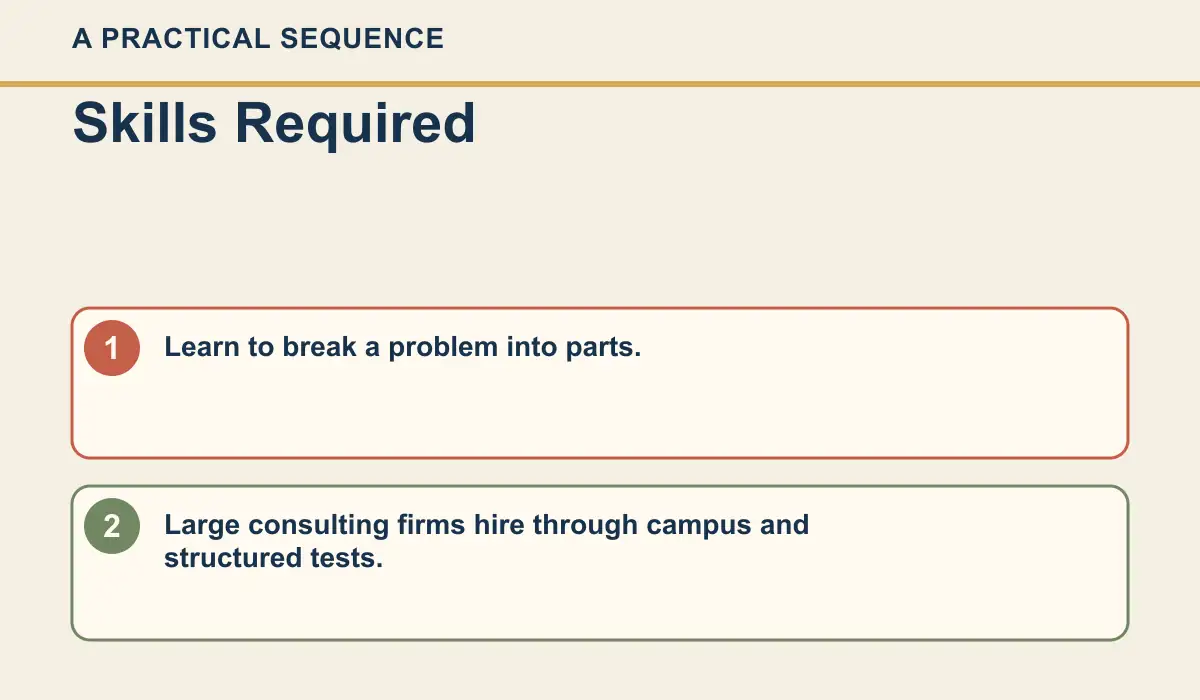 A PRACTICAL SEQUENCE
Skills Required
1
Learn to break a problem into parts.
2
Large consulting firms hire through campus and
structured tests.